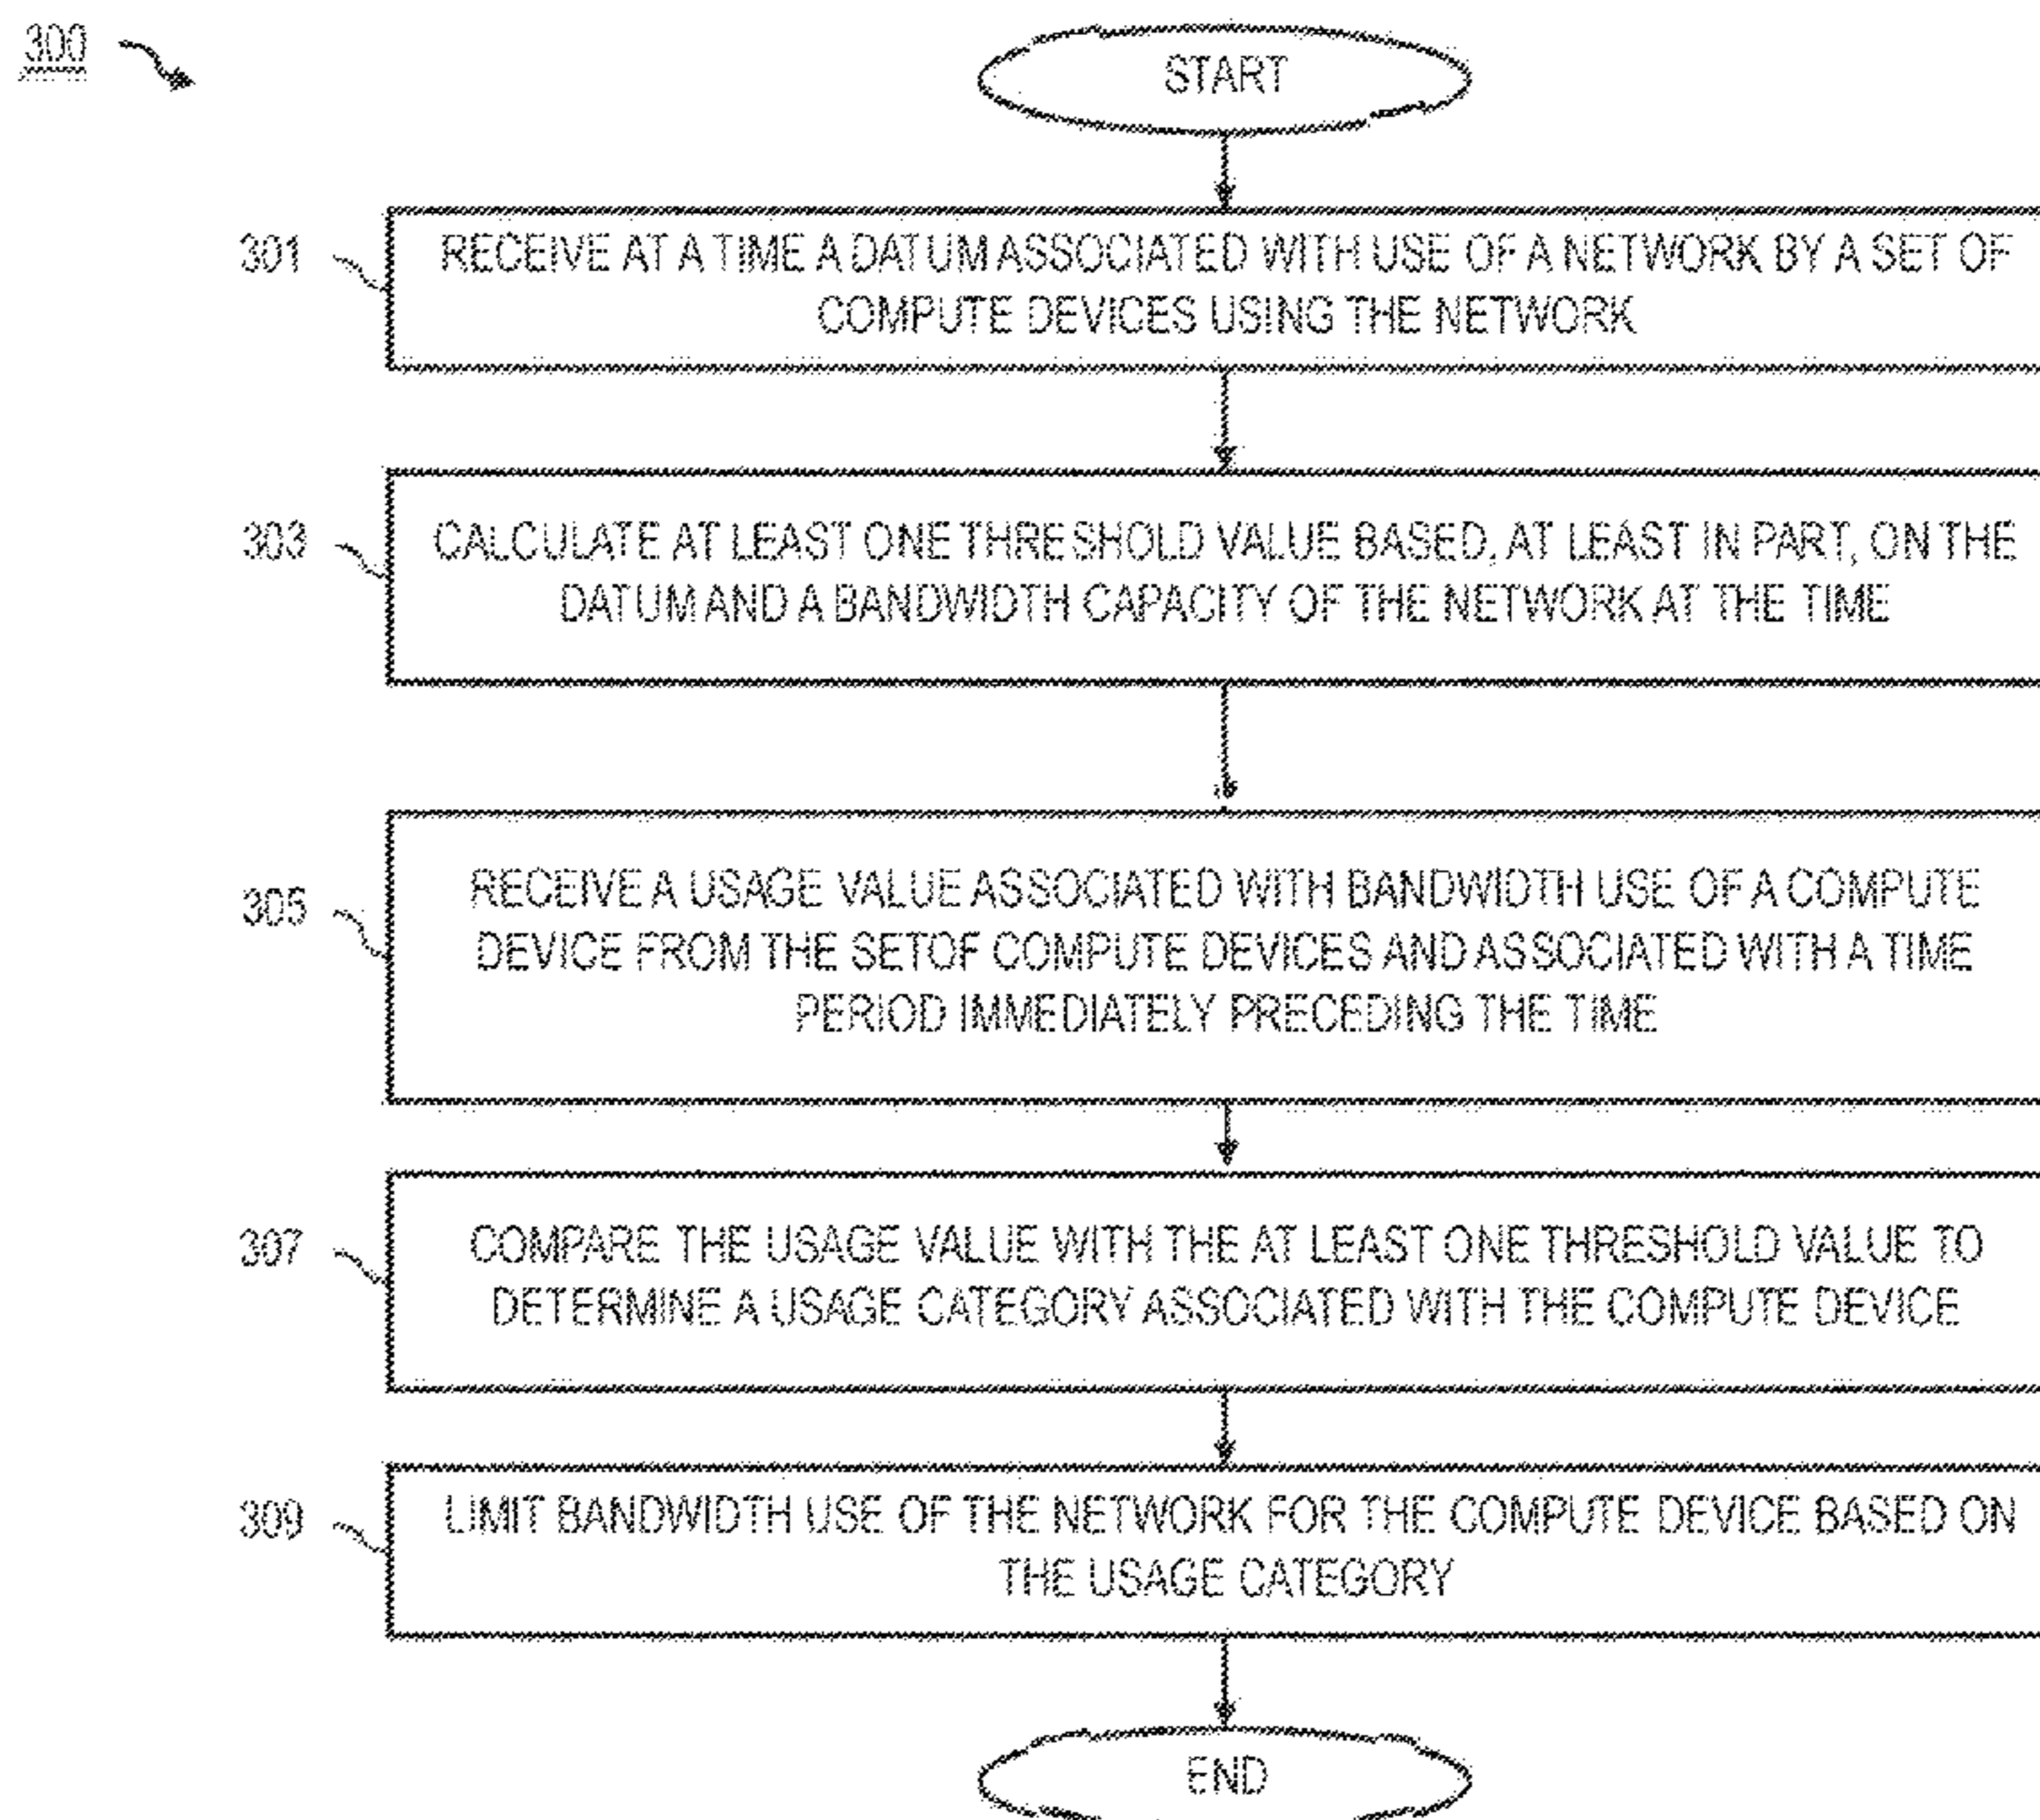 300
START
301
RECEIVE AT A TIME A DATUM ASSOCIATED WITH USE OF A NETWORK BY A SET OF
COMPUTE DEVICES USING THE NETWORK
303
CALCULATE AT LEAST ONE THRESHOLD VALUE BASED, AT LEAST IN PART, ON THE
DATUM AND A BANDWIDTH CAPACITY OF THE NETWORK AT THE TIME
305
RECEIVE A USAGE VALUE ASSOCIATED WITH BANDWIDTH USE OF A COMPUTE
DEVICE FROM THE SETOF COMPUTE DEVICES AND ASSOCIATED WITH A TIME
PERIOD IMMEDIATELY PRECEDING THE TIME
307
COMPARE THE USAGE VALUE WITH THE AT LEAST ONE THRESHOLD VALUE TO
DETERMINE A USAGE CATEGORY ASSOCIATED WITH THE COMPUTE DEVICE
309
LIMIT BANDWIDTH USE OF THE NETWORK FOR THE COMPUTE DEVICE BASED ON
THE USAGE CATEGORY
END